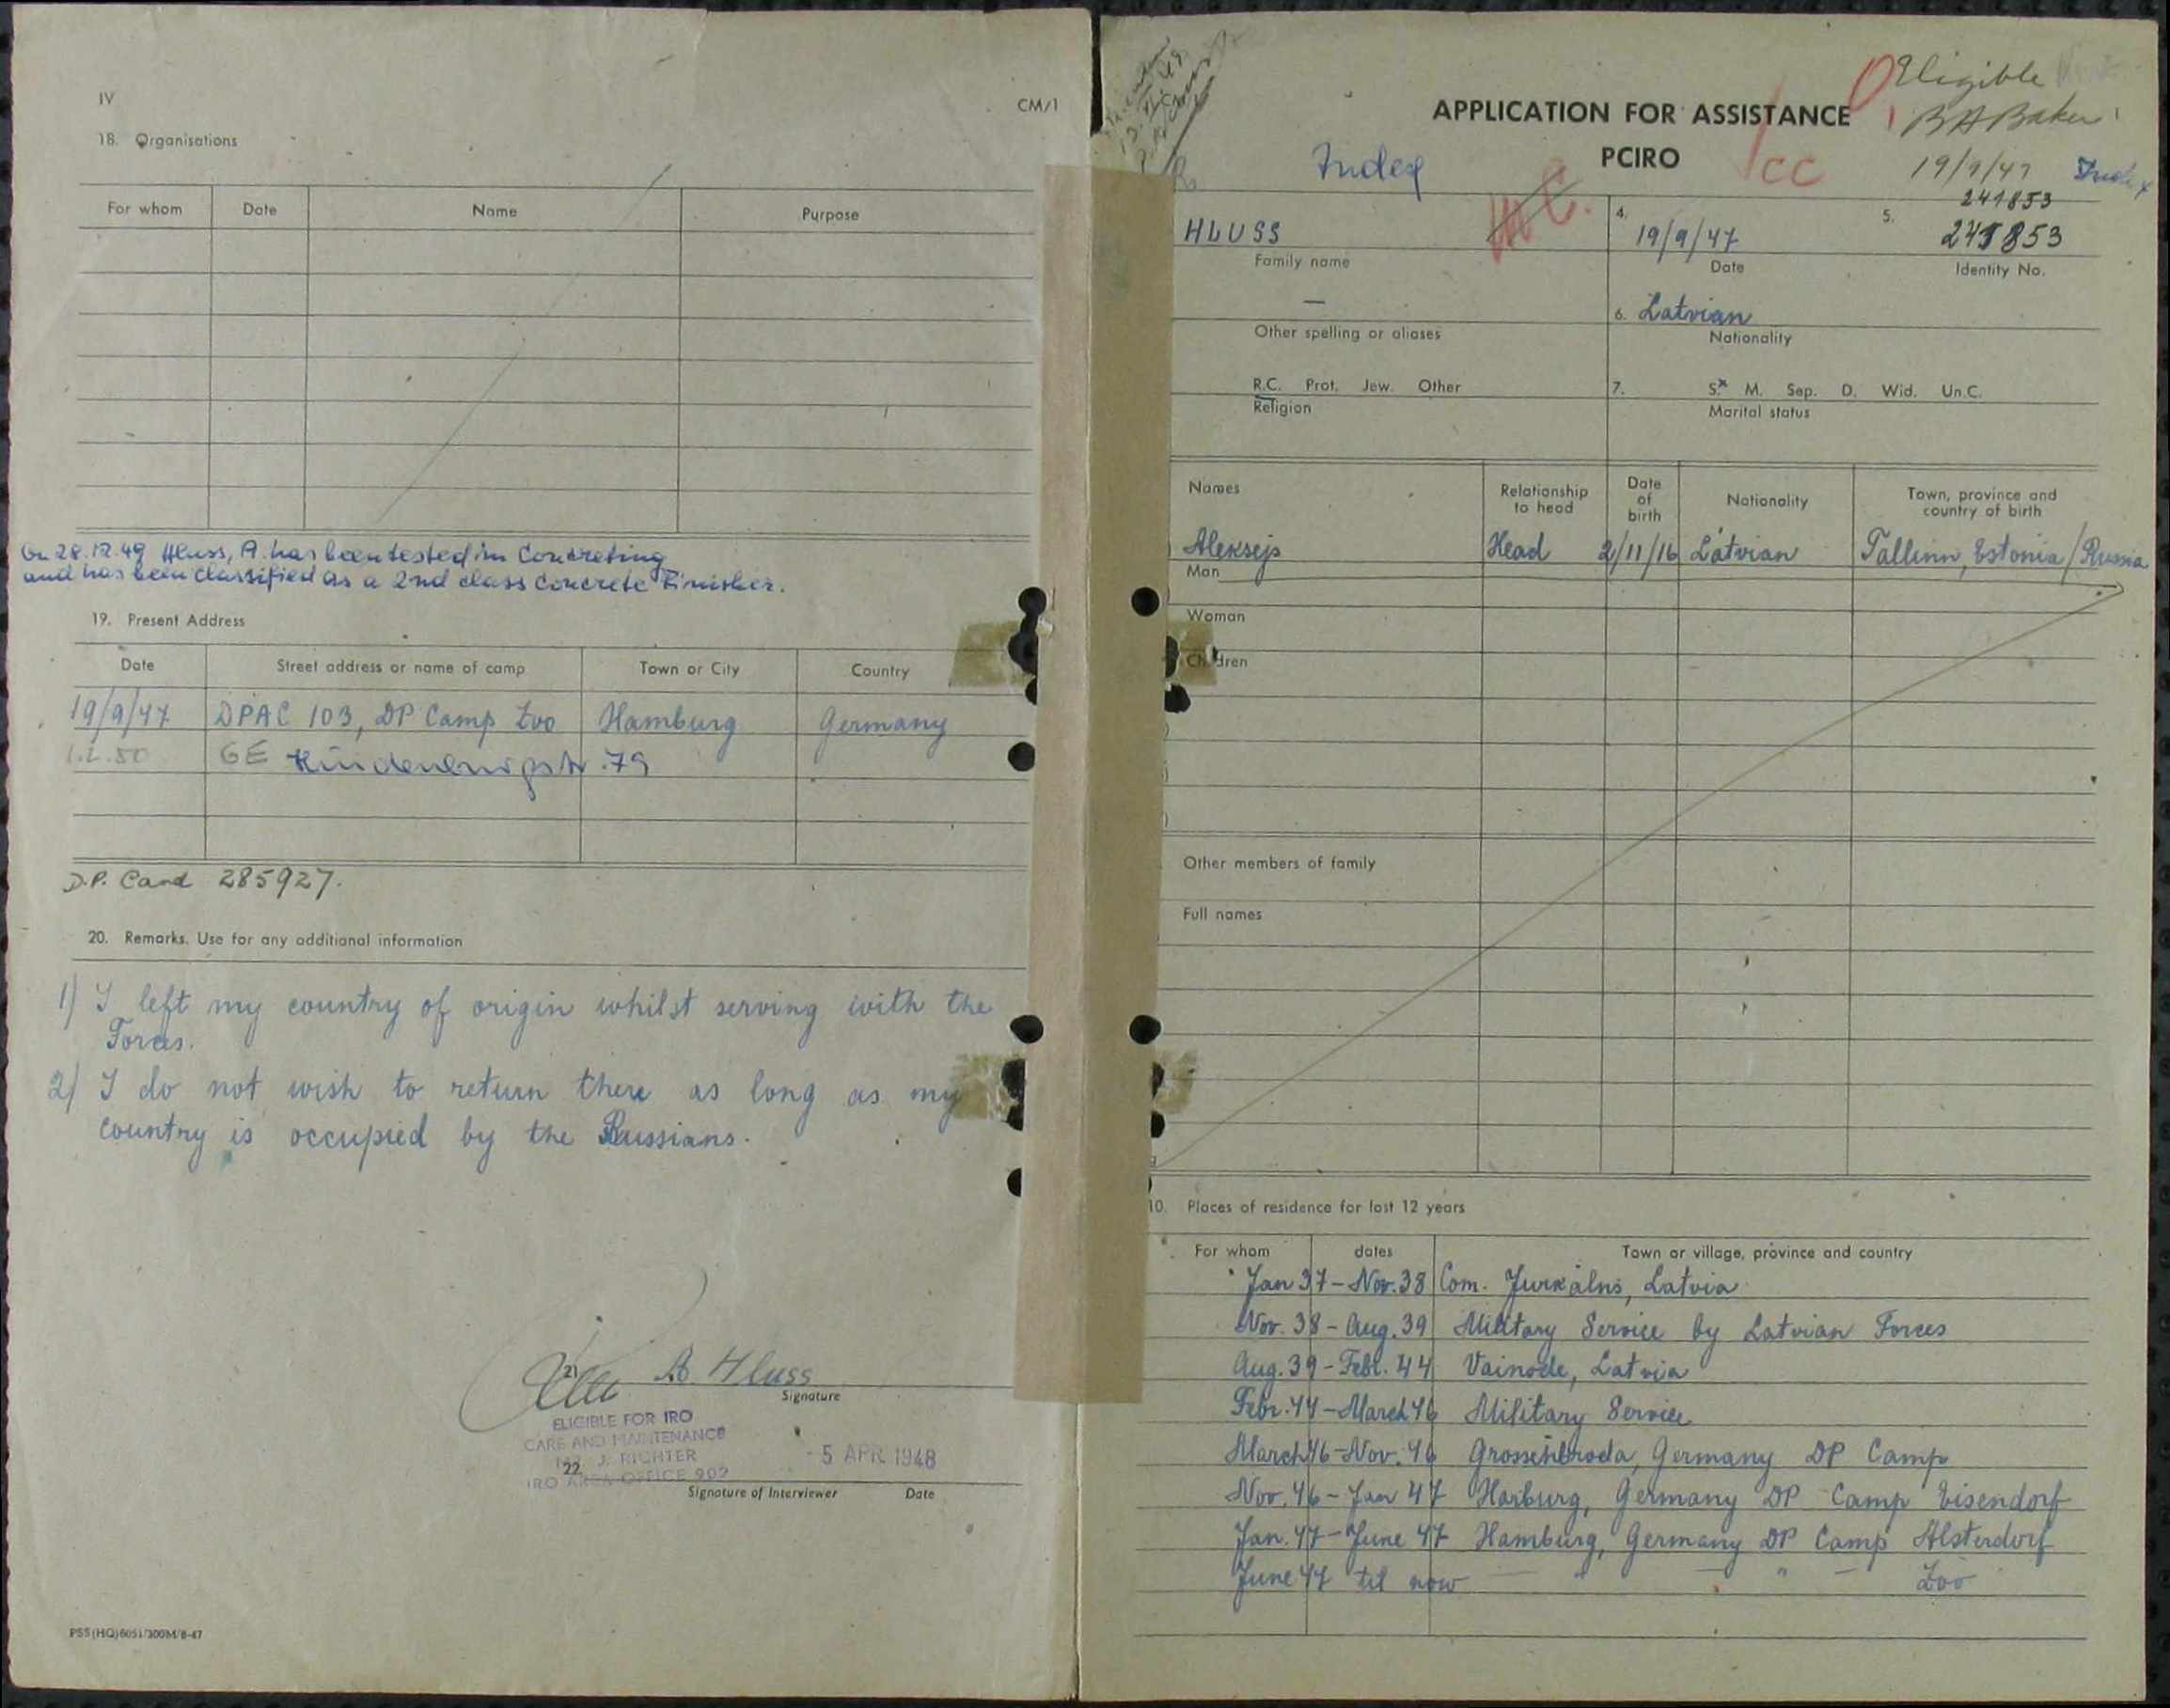 IV
CM/1
18. Organisations
For whom Date Name Purpose
On 28.12.49 Hluss, A. has been tested in Concreting
and has been classified as a 2nd class Concrete Finisher.
19. Present Address
Date Street address or name of camp Town or City Country
19/9/47 DPAC 103, DP Camp Zoo Hamburg Germany
1.2.50 GE .79
D.P. Card 285927.
20. Remarks. Use for any additional information
1) I left my country of origin whilst serving with the
Forces.
2) I do not wish to return there as long as my
country is occupied by the Russians.
21 A. Hluss
Signature
ELIGIBLE FOR IRO
CARE AND MAINTENANCE
J. RICHTER
IRO AREA OFFICE 902
- 5 APR 1948
22.
Signature of Interviewer Date
PSS(HQ)6051/300M/8-47
Eligible
BABaker
19/9/47
Index
APPLICATION FOR ASSISTANCE
PCIRO
CC
Index
241853
HLUSS
Family name
4. 19/9/47
Date
5. 241853
Identity No.
—
Other spelling or aliases
6. Latvian
Nationality
R.C. Prot. Jew. Other
Religion
7. S.x M. Sep. D. Wid. Un.C.
Marital status
Names Relationship to head Date of birth Nationality Town, province and country of birth
Aleksejs Head 2/11/16 Latvian Tallinn, Estonia/Russia
Man
Woman
Children
Other members of family
Full names
10. Places of residence for last 12 years
For whom dates Town or village, province and country
Jan 37 - Nov. 38 Com. Jurkalns, Latvia
Nov. 38 - Aug. 39 Military Service by Latvian Forces
Aug. 39 - Febr. 44 Vainode, Latvia
Febr. 44 - March 46 Military Service
March 46 - Nov. 46 Grossenbroda, Germany DP Camp
Nov. 46 - Jan 47 Harburg, Germany DP Camp Eisendorf
Jan. 47 - June 47 Hamburg, Germany DP Camp Alsterdorf
June 47 til now — " — " — Zoo